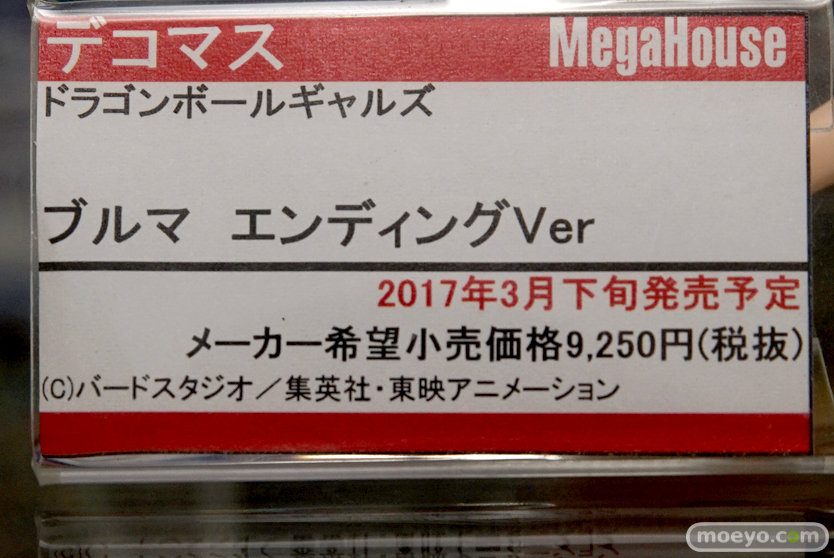 デコマス MegaHouse
ドラゴンボールギャルズ
ブルマ エンディングVer
2017年3月下旬発売予定
メーカー希望小売価格9,250円(税抜)
(C)バードスタジオ／集英社・東映アニメーション
moeyo.com